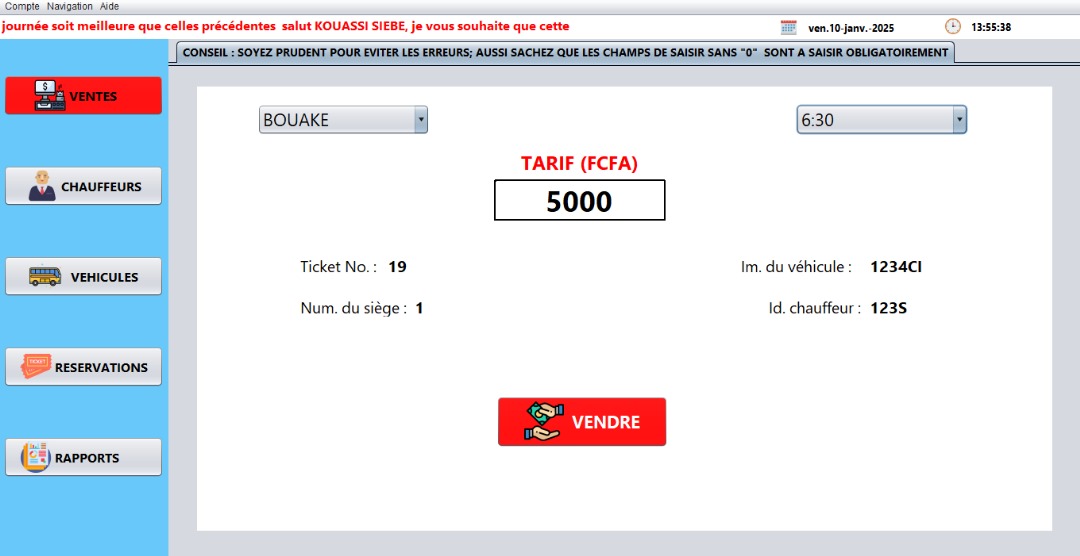 Compte Navigation Aide
journée soit meilleure que celles précédentes salut KOUASSI SIEBE, je vous souhaite que cette
ven.10-janv.-2025
13:55:38
CONSEIL : SOYEZ PRUDENT POUR EVITER LES ERREURS; AUSSI SACHEZ QUE LES CHAMPS DE SAISIR SANS "0" SONT A SAISIR OBLIGATOIREMENT
VENTES
CHAUFFEURS
VEHICULES
TICKET
RESERVATIONS
RAPPORTS
BOUAKE
6:30
TARIF (FCFA)
5000
Ticket No. : 19
Im. du véhicule : 1234CI
Num. du siège : 1
Id. chauffeur : 123S
VENDRE